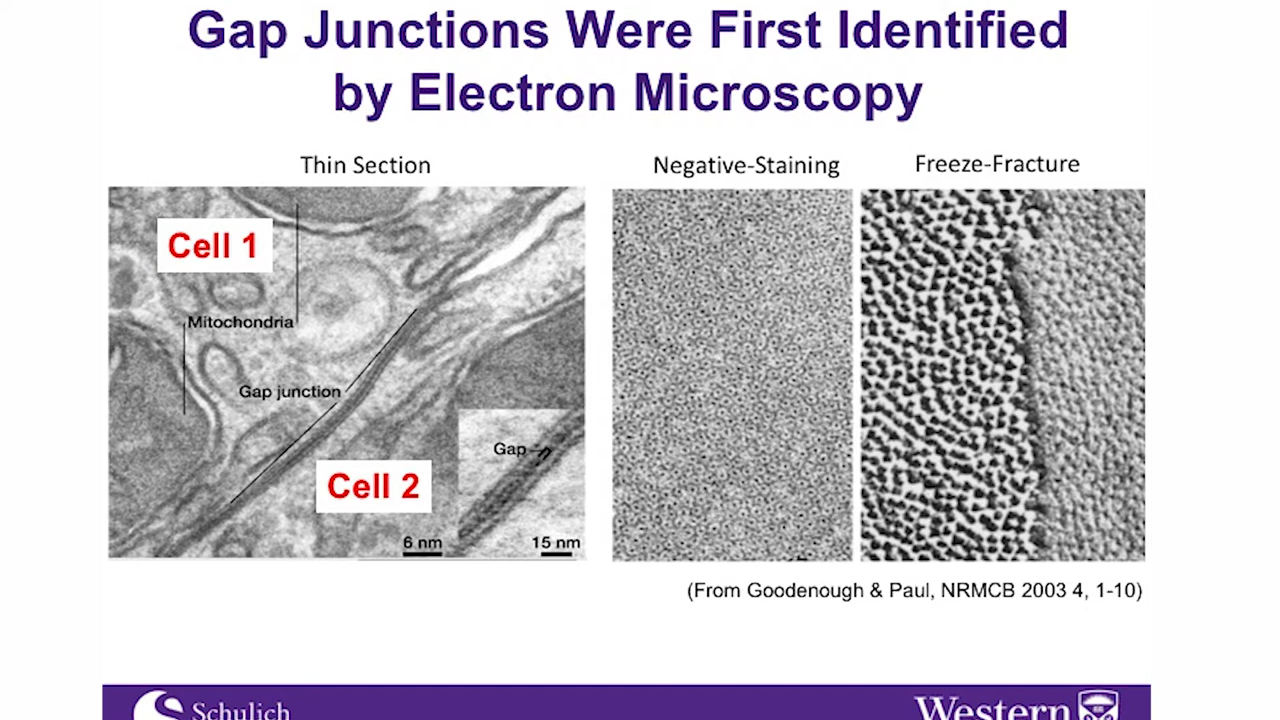 Gap Junctions Were First Identified
by Electron Microscopy
Thin Section
Negative-Staining
Freeze-Fracture
Cell 1
Mitochondria
Gap junction
Gap
Cell 2
6 nm
15 nm
(From Goodenough & Paul, NRMCB 2003 4, 1-10)
Schulich
Western